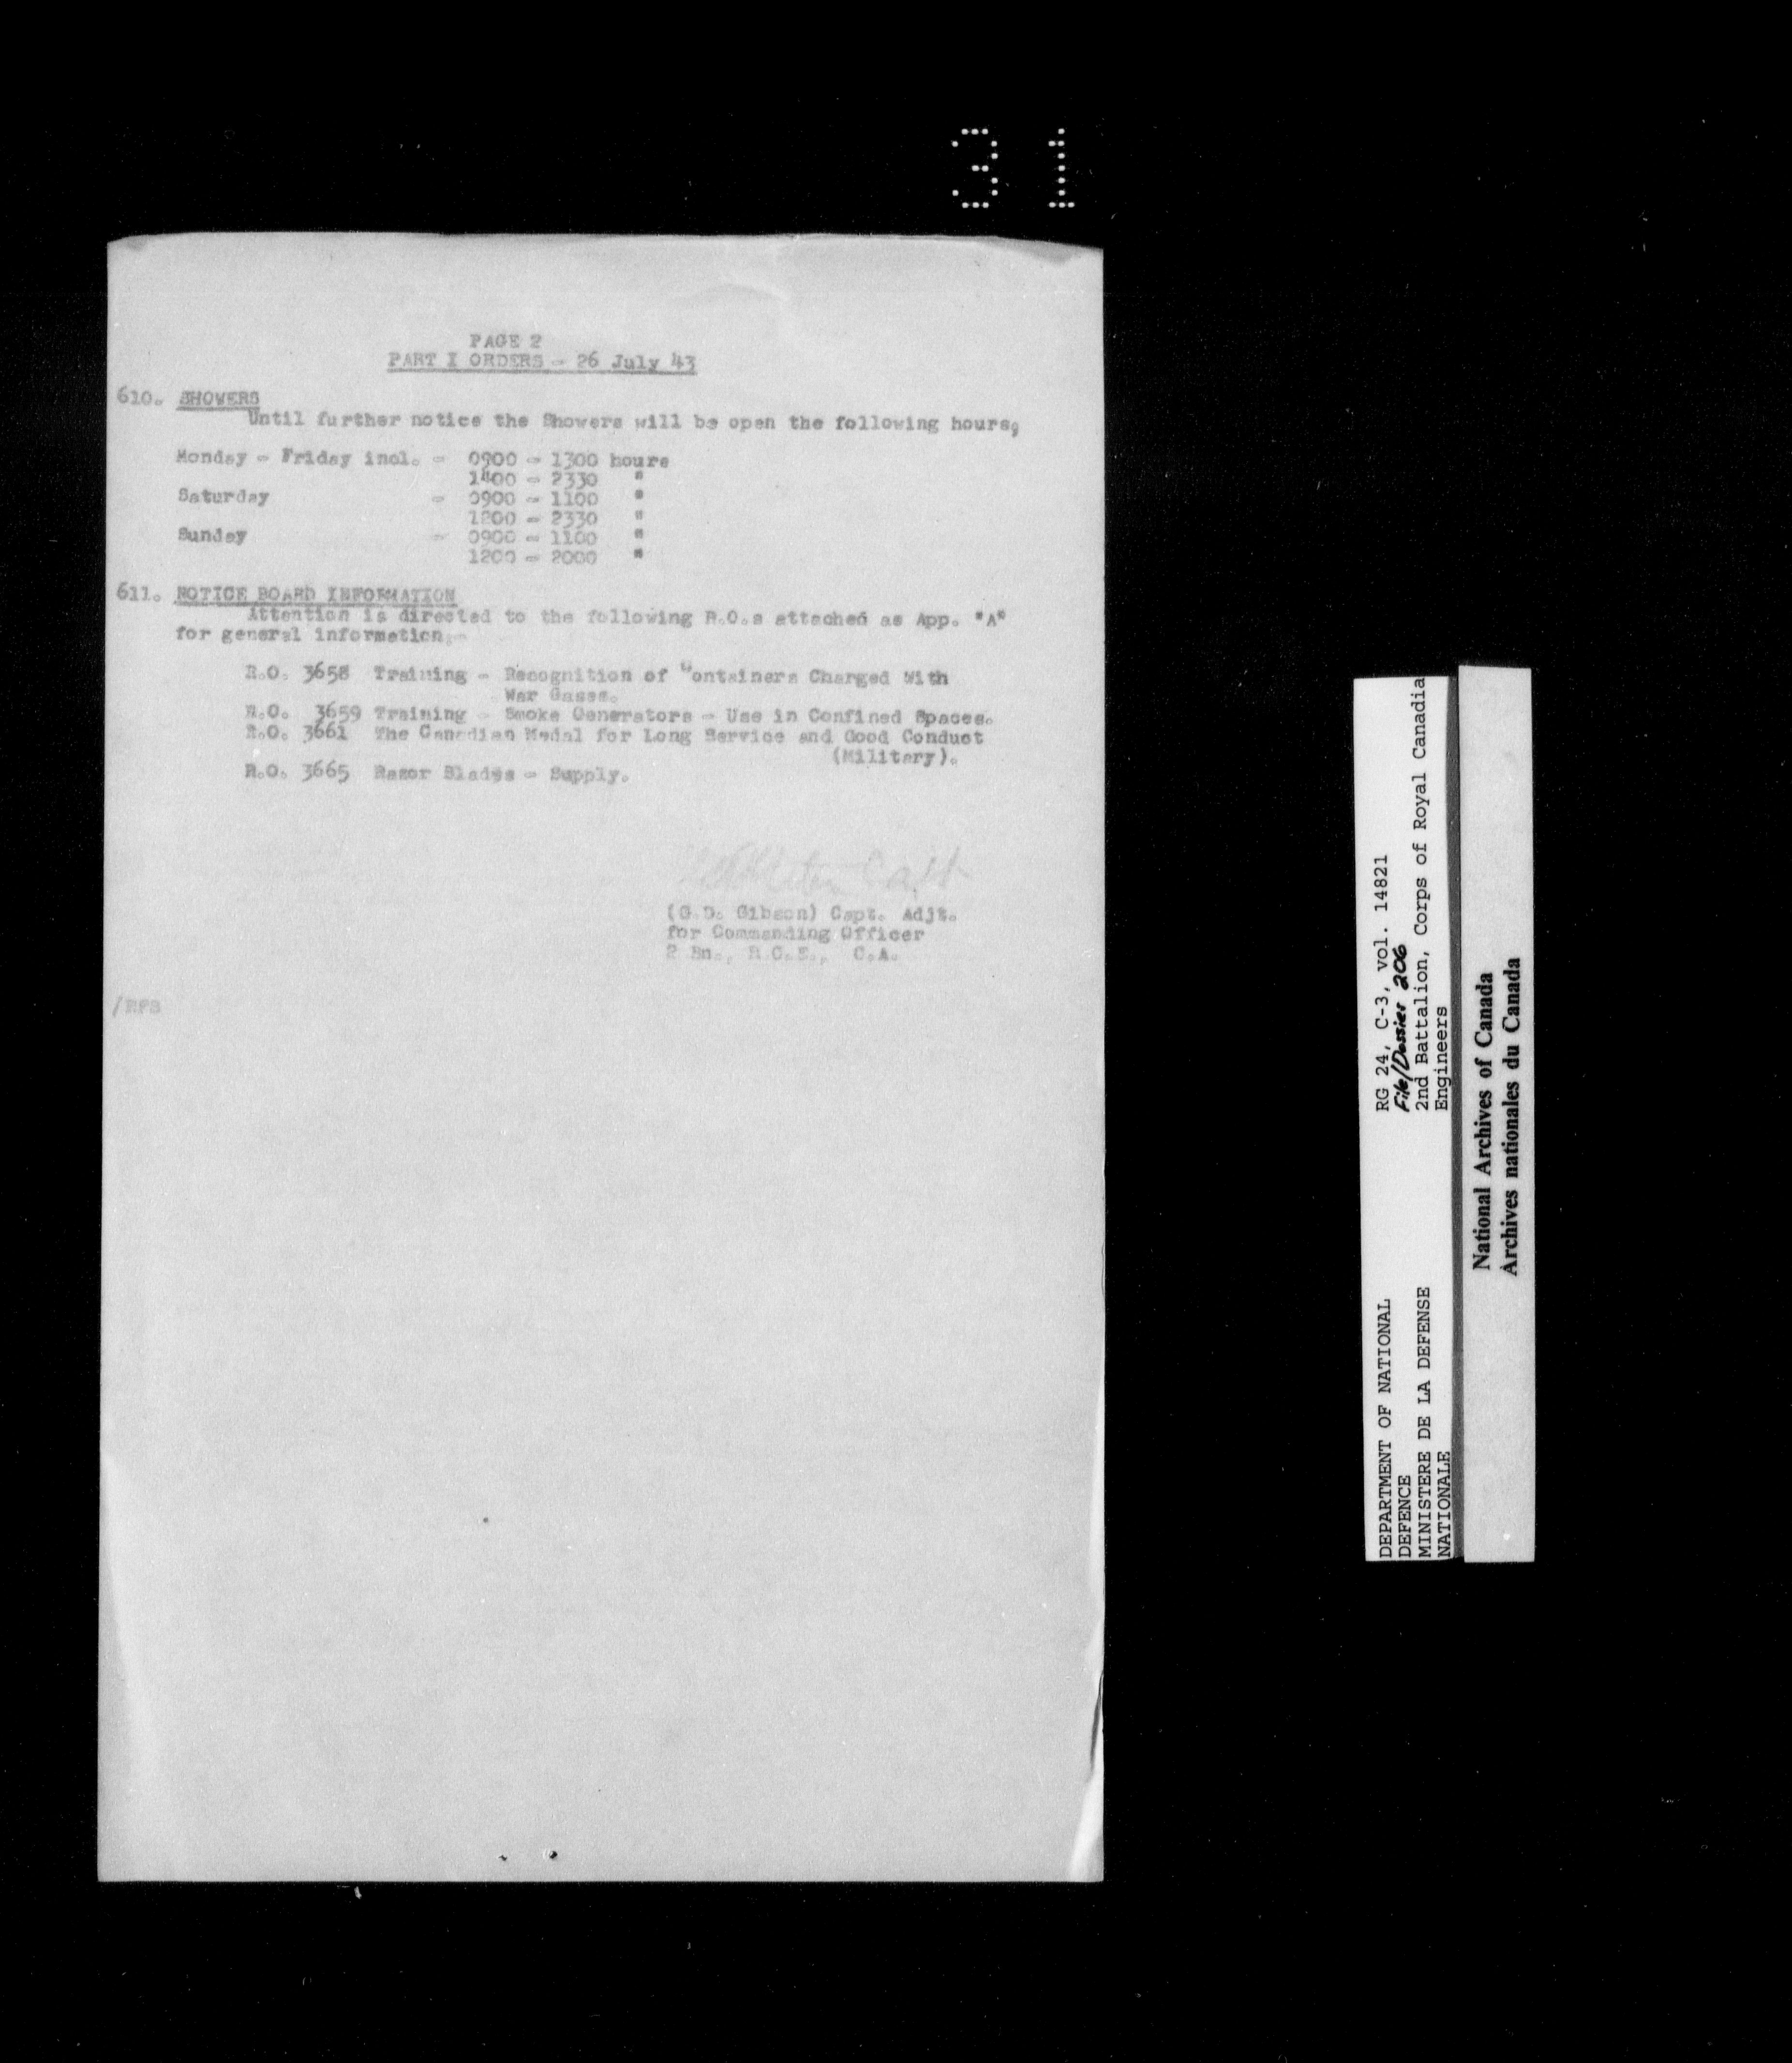 31
PAGE 2
PART I ORDERS - 26 July 43
610. SHOWERS
Until further notice the Showers will be open the following hours,
Monday - Friday incl. - 0900 - 1300 hours
1400 - 2330 "
Saturday - 0900 - 1100 "
1200 - 2330 "
Sunday - 0900 - 1100 "
1200 - 2000 "
611. NOTICE BOARD INFORMATION
Attention is directed to the following R.O.s attached as App. "A"
for general information.-
R.O. 3658 Training - Recognition of Containers Charged With
War Gases.
R.O. 3659 Training - Smoke Generators - Use in Confined Spaces.
R.O. 3661 The Canadian Medal for Long Service and Good Conduct
(Military).
R.O. 3665 Razor Blades - Supply.
Capt
(G.D. Gibson) Capt. Adjt.
for Commanding Officer
2 Bn., R.C.E., C.A.
/RFS
RG 24, C-3, vol. 14821
File/Dossier 206
2nd Battalion, Corps of Royal Canadia
Engineers
DEPARTMENT OF NATIONAL
DEFENCE
MINISTERE DE LA DEFENSE
NATIONALE
National Archives of Canada
Archives nationales du Canada